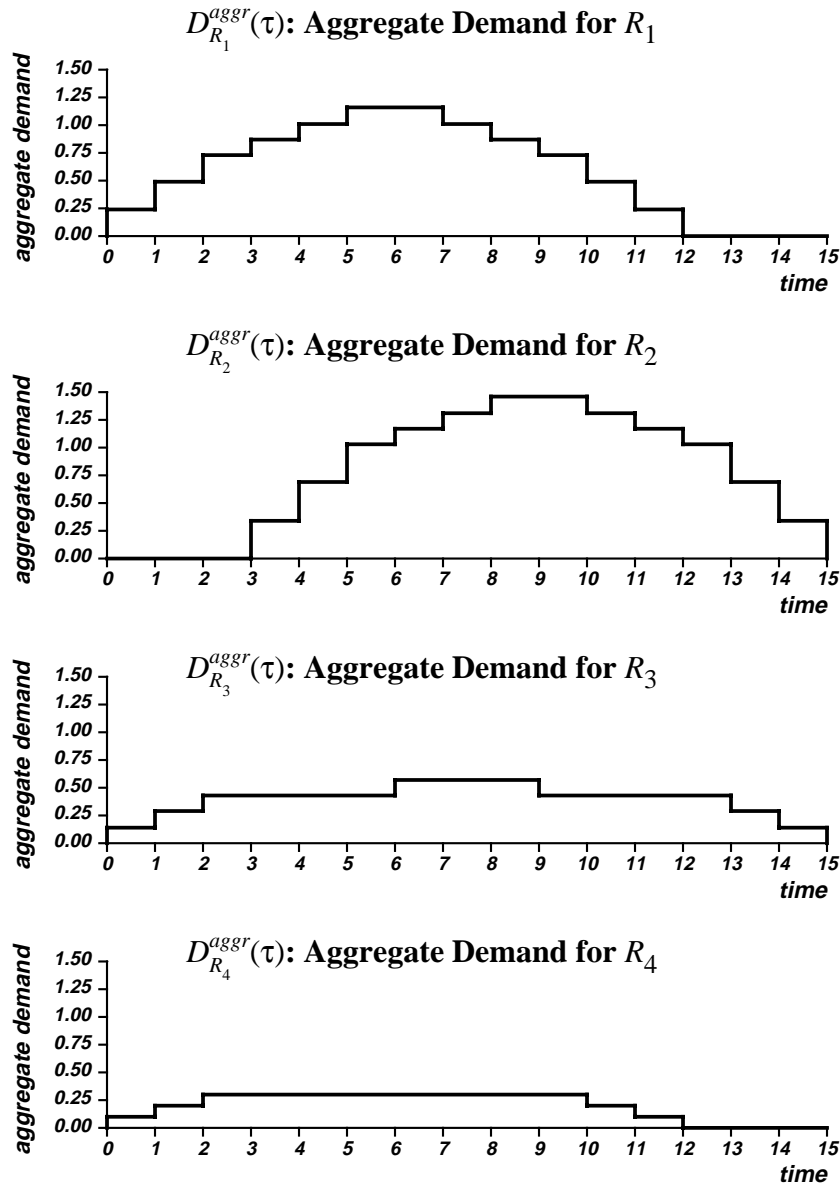 D_{R_1}^{aggr}(τ): Aggregate Demand for R_1
aggregate demand
1.50
1.25
1.00
0.75
0.50
0.25
0.00
0 1 2 3 4 5 6 7 8 9 10 11 12 13 14 15
time
D_{R_2}^{aggr}(τ): Aggregate Demand for R_2
aggregate demand
1.50
1.25
1.00
0.75
0.50
0.25
0.00
0 1 2 3 4 5 6 7 8 9 10 11 12 13 14 15
time
D_{R_3}^{aggr}(τ): Aggregate Demand for R_3
aggregate demand
1.50
1.25
1.00
0.75
0.50
0.25
0.00
0 1 2 3 4 5 6 7 8 9 10 11 12 13 14 15
time
D_{R_4}^{aggr}(τ): Aggregate Demand for R_4
aggregate demand
1.50
1.25
1.00
0.75
0.50
0.25
0.00
0 1 2 3 4 5 6 7 8 9 10 11 12 13 14 15
time